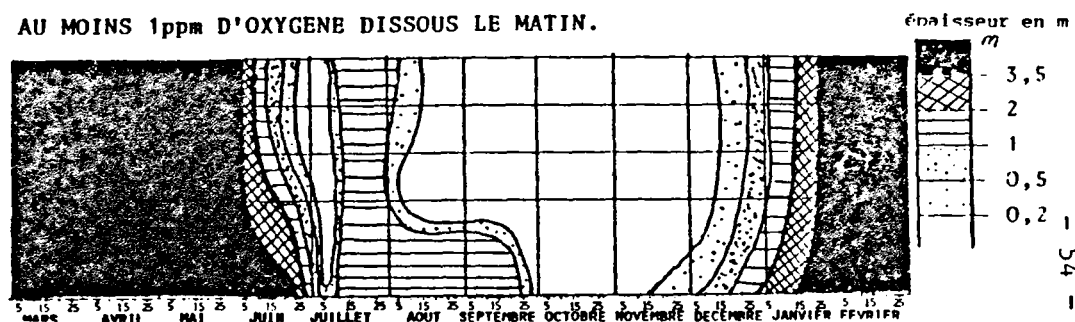 AU MOINS 1ppm D'OXYGENE DISSOUS LE MATIN.
épaisseur en m
m
3,5
2
1
0,5
0,2
- 54 -
5 15 25 5 15 25 5 15 25 5 15 25 5 15 25 5 15 25 5 15 25 5 15 25 5 15 25 5 15 25 5 15 25 5 15 25
MARS AVRIL MAI JUIN JUILLET AOUT SEPTEMBRE OCTOBRE NOVEMBRE DECEMBRE JANVIER FEVRIER